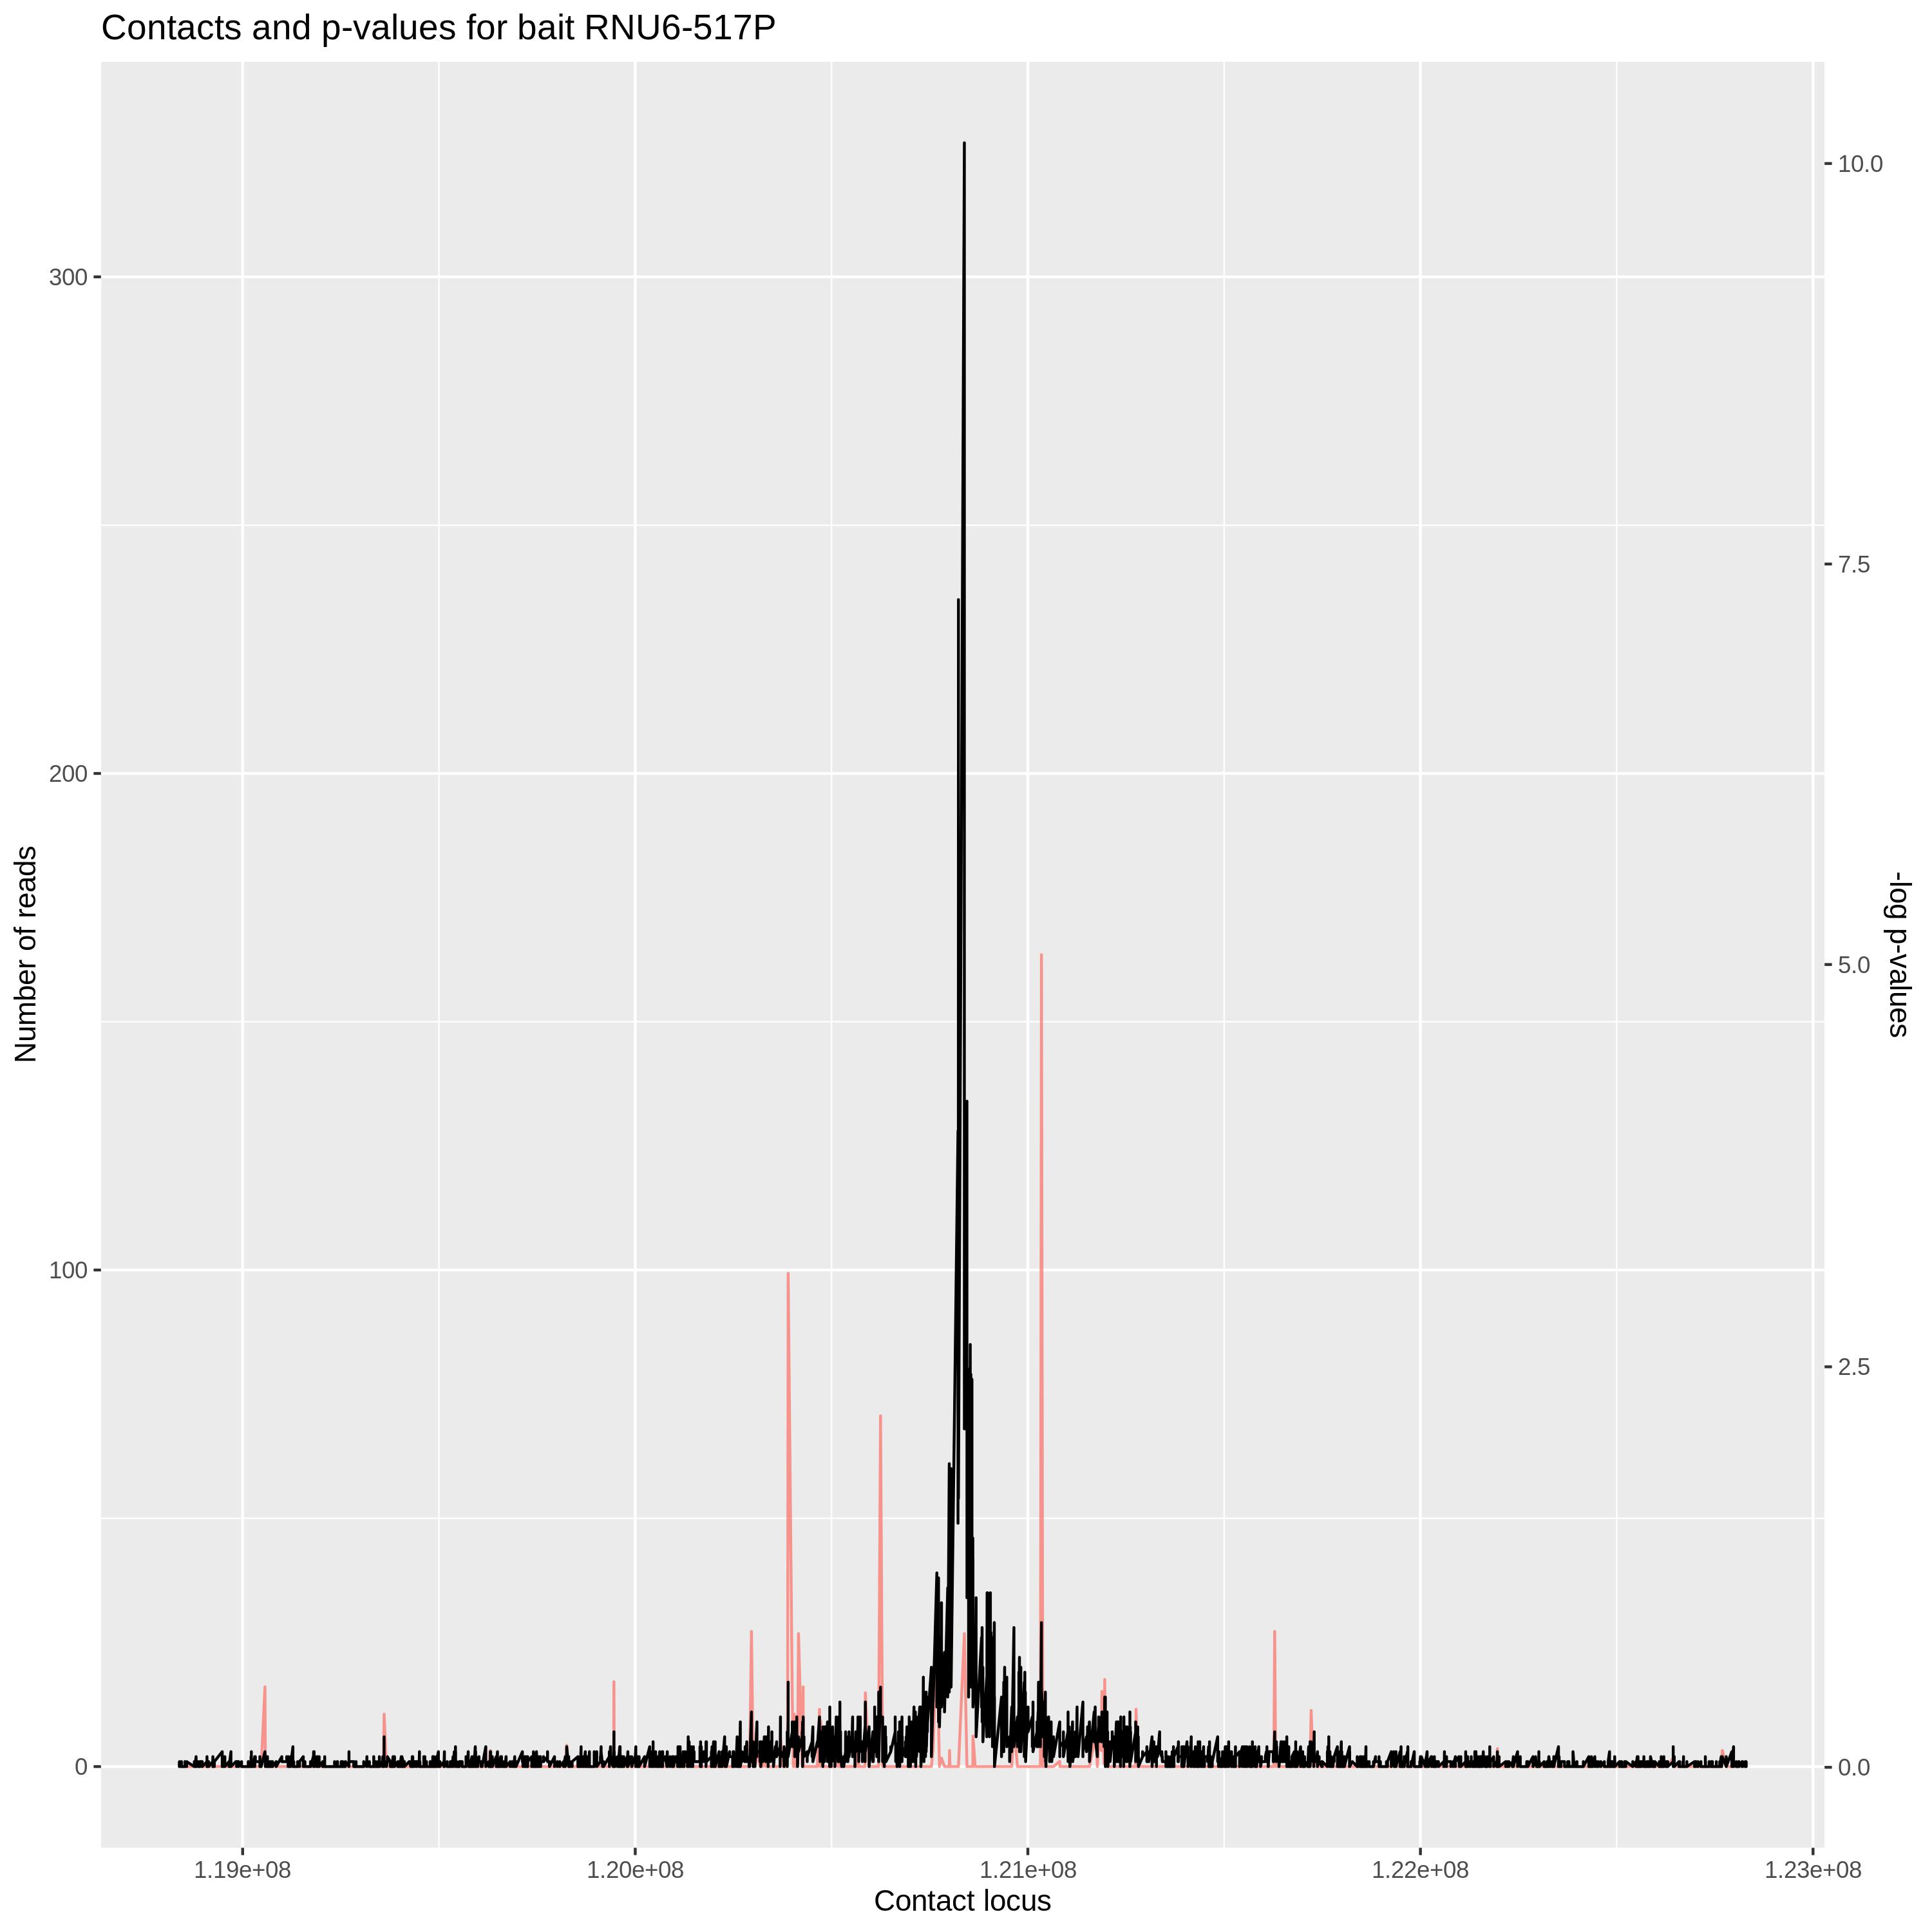 Contacts and p-values for bait RNU6-517P
Number of reads
300
200
100
0
10.0
7.5
5.0
2.5
0.0
-log p-values
1.19e+08
1.20e+08
1.21e+08
1.22e+08
1.23e+08
Contact locus